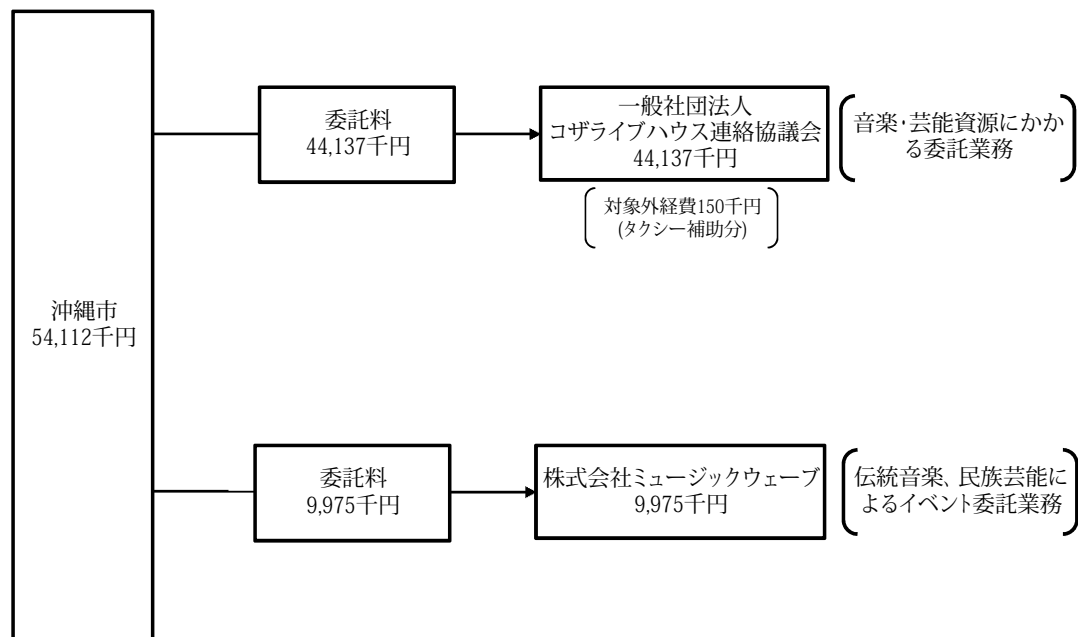 沖縄市
54,112千円
委託料
44,137千円
一般社団法人
コザライブハウス連絡協議会
44,137千円
音楽・芸能資源にかか
る委託業務
対象外経費150千円
(タクシー補助分)
委託料
9,975千円
株式会社ミュージックウェーブ
9,975千円
伝統音楽、民族芸能に
よるイベント委託業務